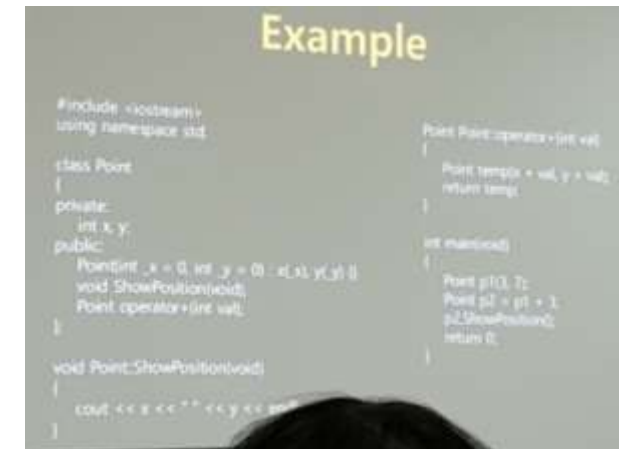 Example
#include <iostream>
using namespace std;
class Point
{
private:
int x, y;
public:
Point(int _x = 0, int _y = 0) : x(_x), y(_y) {}
void ShowPosition(void);
Point operator+(int val);
};
void Point::ShowPosition(void)
{
cout << x << " " << y <<
}
Point Point::operator+(int val)
{
Point temp(x + val, y + val);
return temp;
}
int main(void)
{
Point p1(3, 7);
Point p2 = p1 + 3;
p2.ShowPosition();
return 0;
}